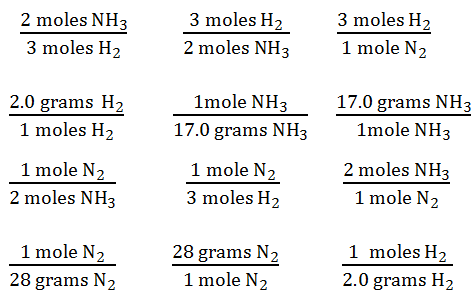 2 moles NH₃ 3 moles H₂ 3 moles H₂
3 moles H₂ 2 moles NH₃ 1 mole N₂
2.0 grams H₂ 1mole NH₃ 17.0 grams NH₃
1 moles H₂ 17.0 grams NH₃ 1mole NH₃
1 mole N₂ 1 mole N₂ 2 moles NH₃
2 moles NH₃ 3 moles H₂ 1 mole N₂
1 mole N₂ 28 grams N₂ 1 moles H₂
28 grams N₂ 1 mole N₂ 2.0 grams H₂